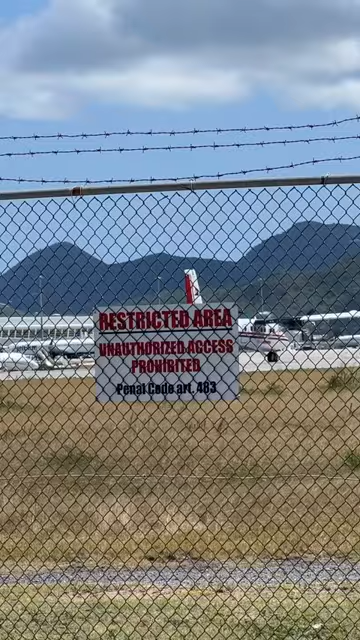 RESTRICTED AREA
UNAUTHORIZED ACCESS
PROHIBITED
Penal Code art. 483